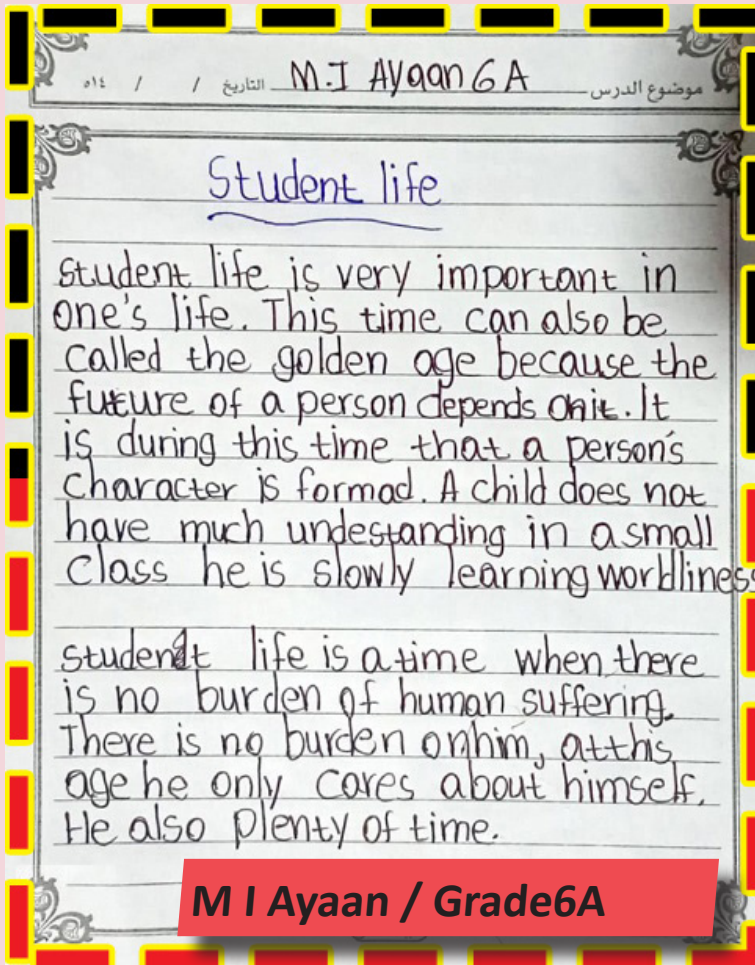 موضوع الدرس M.I Ayaan 6A التاريخ / / ١٤٥
Student life
student life is very important in
one's life. This time can also be
called the golden age because the
future of a person depends on it. It
is during this time that a person's
character is formad. A child does not
have much undestanding in a small
class he is slowly learning worldliness
student life is a time when there
is no burden of human suffering.
There is no burden on him, at this
age he only cares about himself.
He also plenty of time.
M I Ayaan / Grade6A